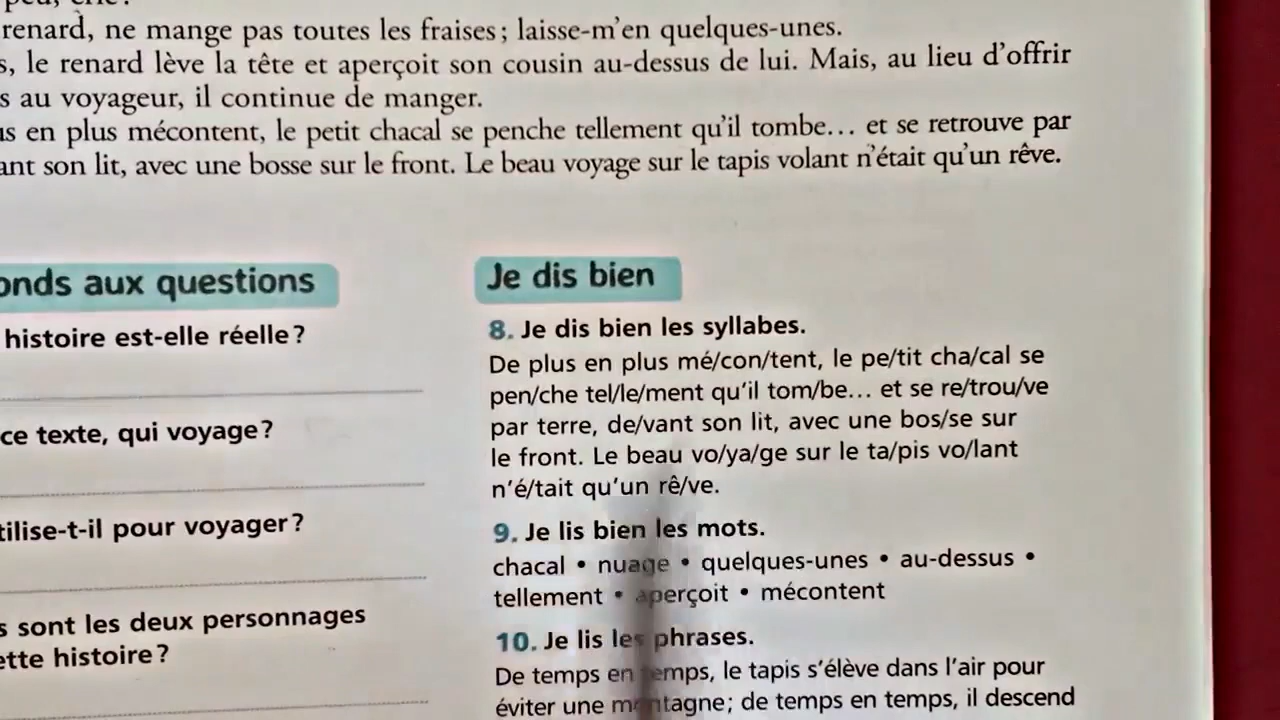 renard, ne mange pas toutes les fraises; laisse-m'en quelques-unes.
s, le renard lève la tête et aperçoit son cousin au-dessus de lui. Mais, au lieu d'offrir
s au voyageur, il continue de manger.
us en plus mécontent, le petit chacal se penche tellement qu'il tombe... et se retrouve par
ant son lit, avec une bosse sur le front. Le beau voyage sur le tapis volant n'était qu'un rêve.
onds aux questions
histoire est-elle réelle?
ce texte, qui voyage?
tilise-t-il pour voyager?
s sont les deux personnages
ette histoire?
Je dis bien
8. Je dis bien les syllabes.
De plus en plus mé/con/tent, le pe/tit cha/cal se
pen/che tel/le/ment qu'il tom/be... et se re/trou/ve
par terre, de/vant son lit, avec une bos/se sur
le front. Le beau vo/ya/ge sur le ta/pis vo/lant
n'é/tait qu'un rê/ve.
9. Je lis bien les mots.
chacal • nuage • quelques-unes • au-dessus •
tellement • aperçoit • mécontent
10. Je lis les phrases.
De temps en temps, le tapis s'élève dans l'air pour
éviter une montagne; de temps en temps, il descend